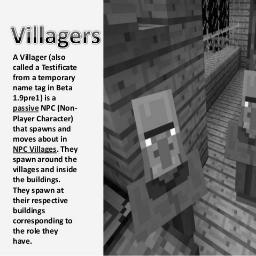 Villagers
A Villager (also
called a Testificate
from a temporary
name tag in Beta
1.9pre1) is a
passive NPC (Non-
Player Character)
that spawns and
moves about in
NPC Villages. They
spawn around the
villages and inside
the buildings.
They spawn at
their respective
buildings
corresponding to
the role they
have.